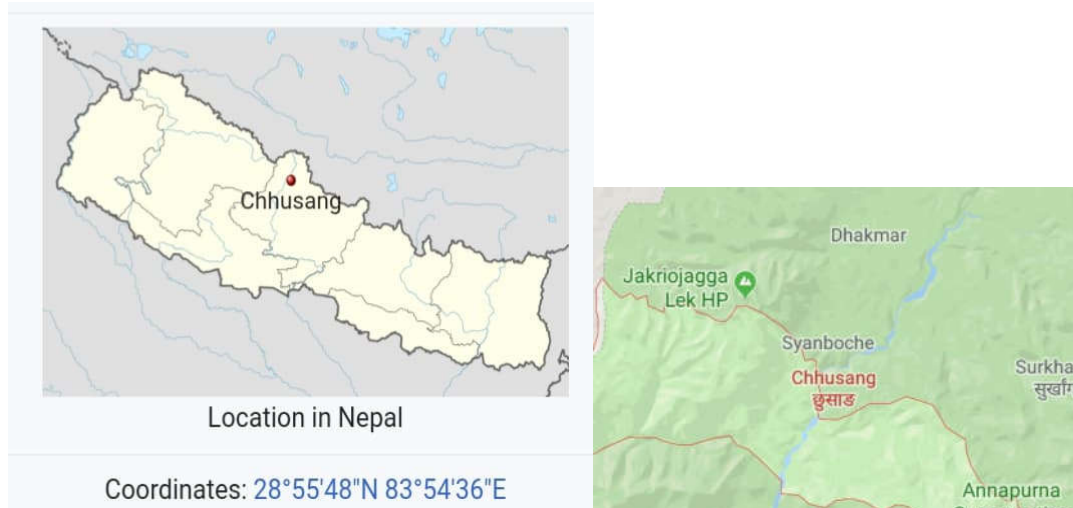 Chhusang
Location in Nepal
Coordinates: 28°55'48"N 83°54'36"E
Dhakmar
Jakriojagga
Lek HP
Syanboche
Chhusang
छुसाङ
Surkha
Annapurna